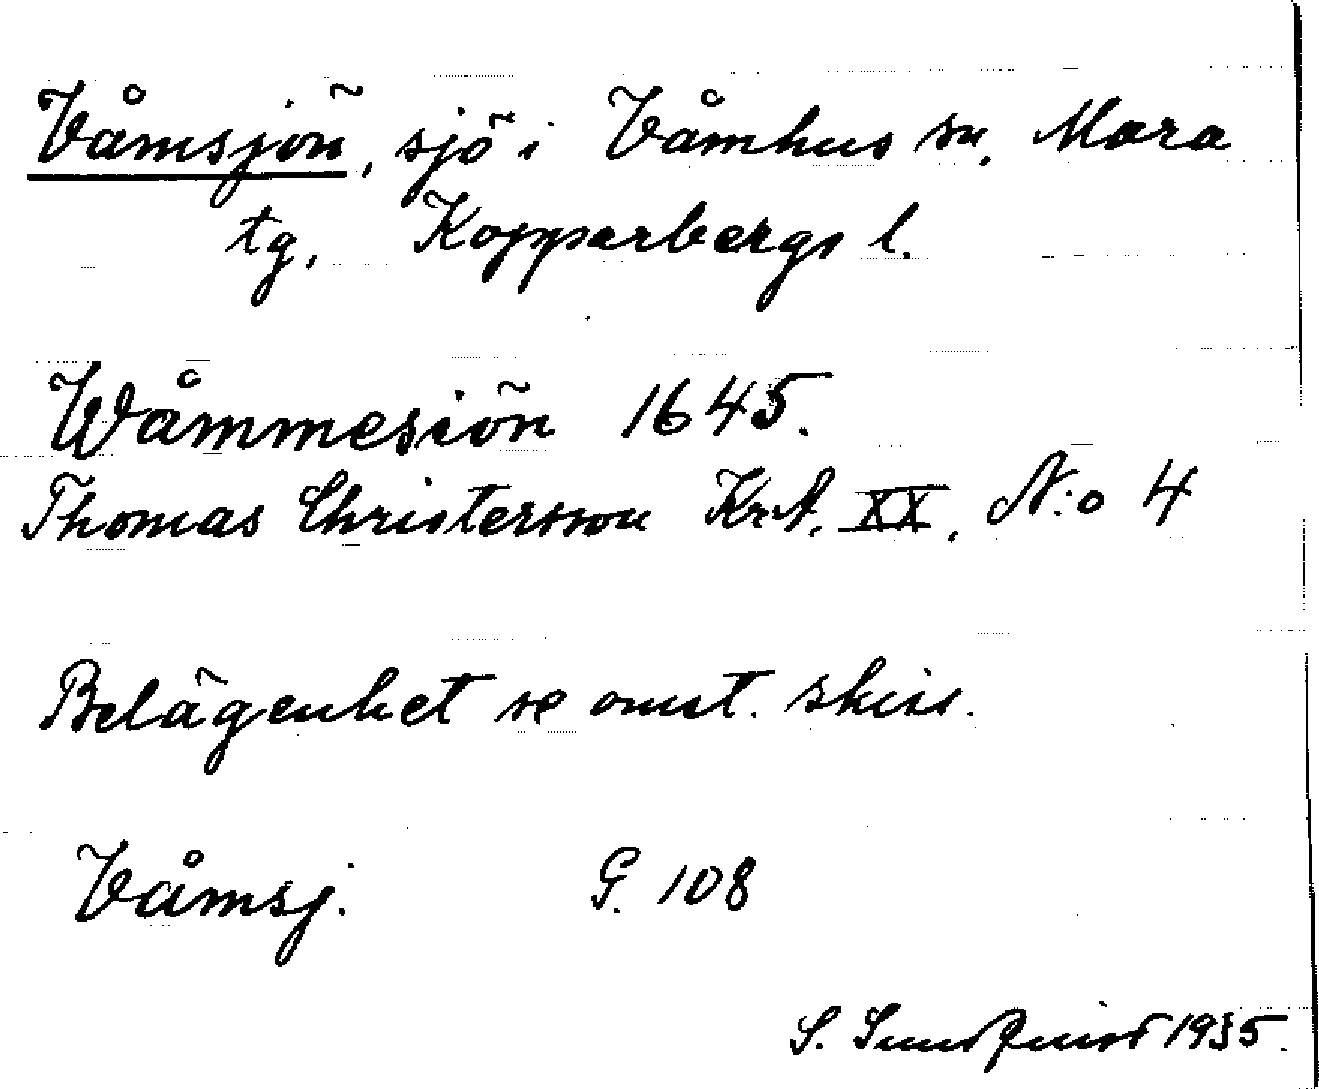 Våmsjön, sjö i Våmhus sn, Mora
tg, Kopparbergs l.
Wåmmesiön 1645.
Thomas Christersson Krt. XX, N:o 4
Belägenhet se omst. skiss.
Våmsj. G. 108
S. Sundquist 1935.